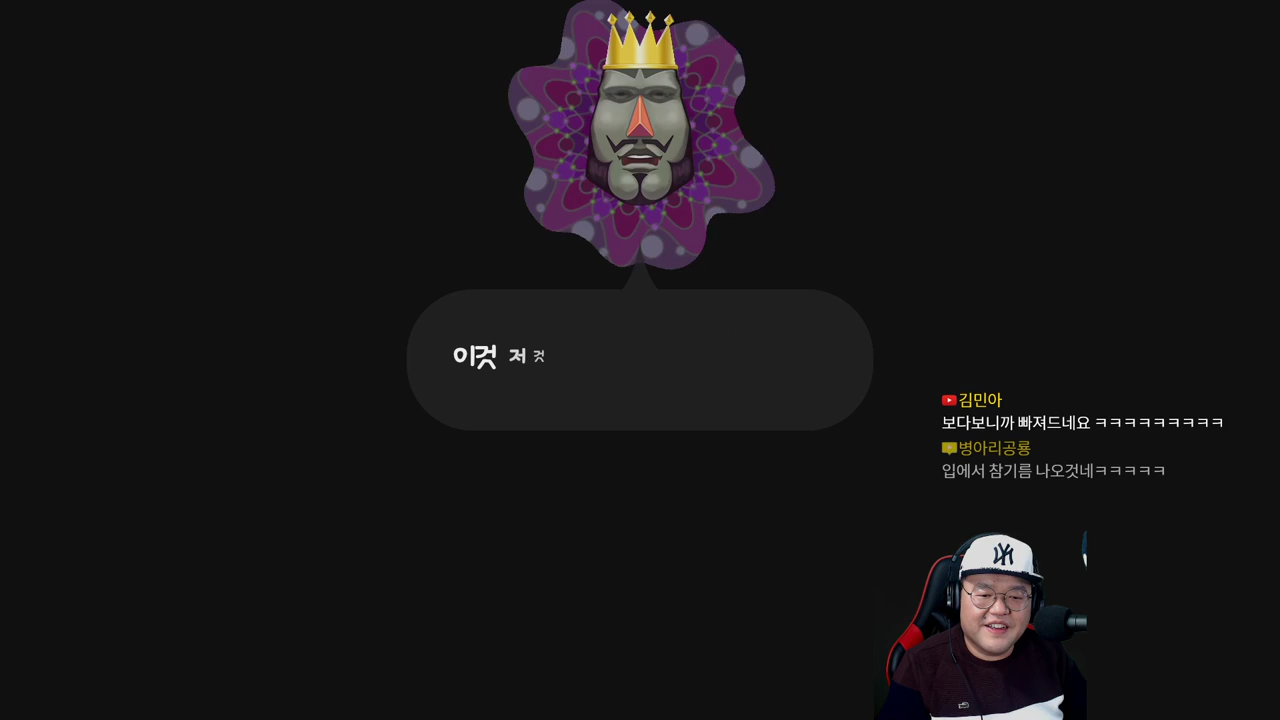 이것 저 것
김민아
보다보니까 빠져드네요 ㅋㅋㅋㅋㅋㅋㅋㅋㅋ
병아리공룡
입에서 참기름 나오것네ㅋㅋㅋㅋㅋ